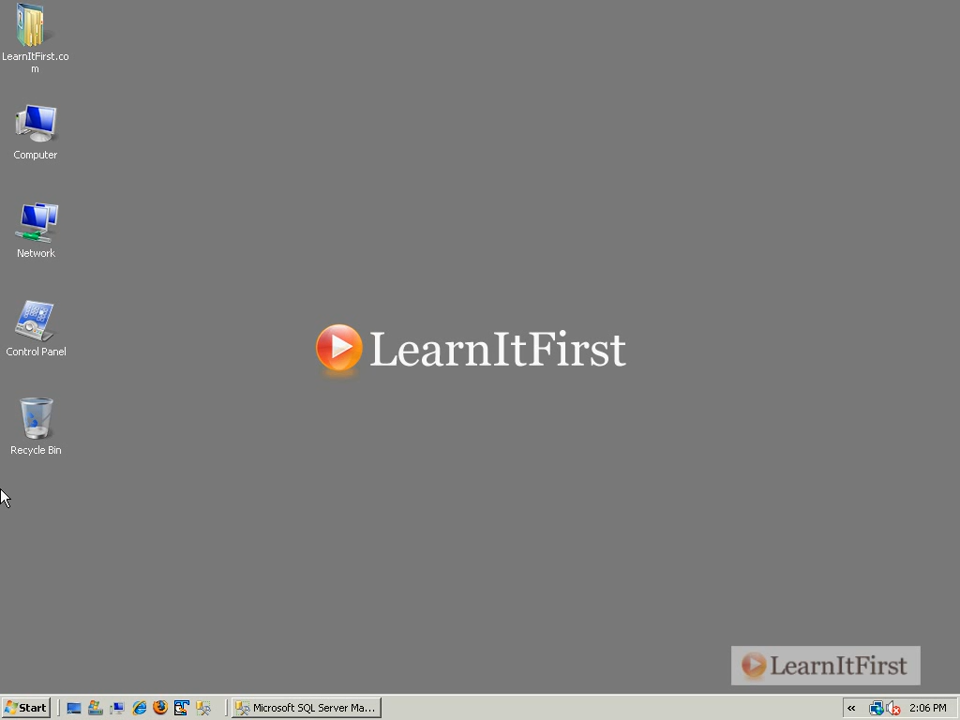 LearnItFirst.co
m
Computer
Network
Control Panel
Recycle Bin
LearnItFirst
LearnItFirst
Start
Microsoft SQL Server Ma...
«
2:06 PM